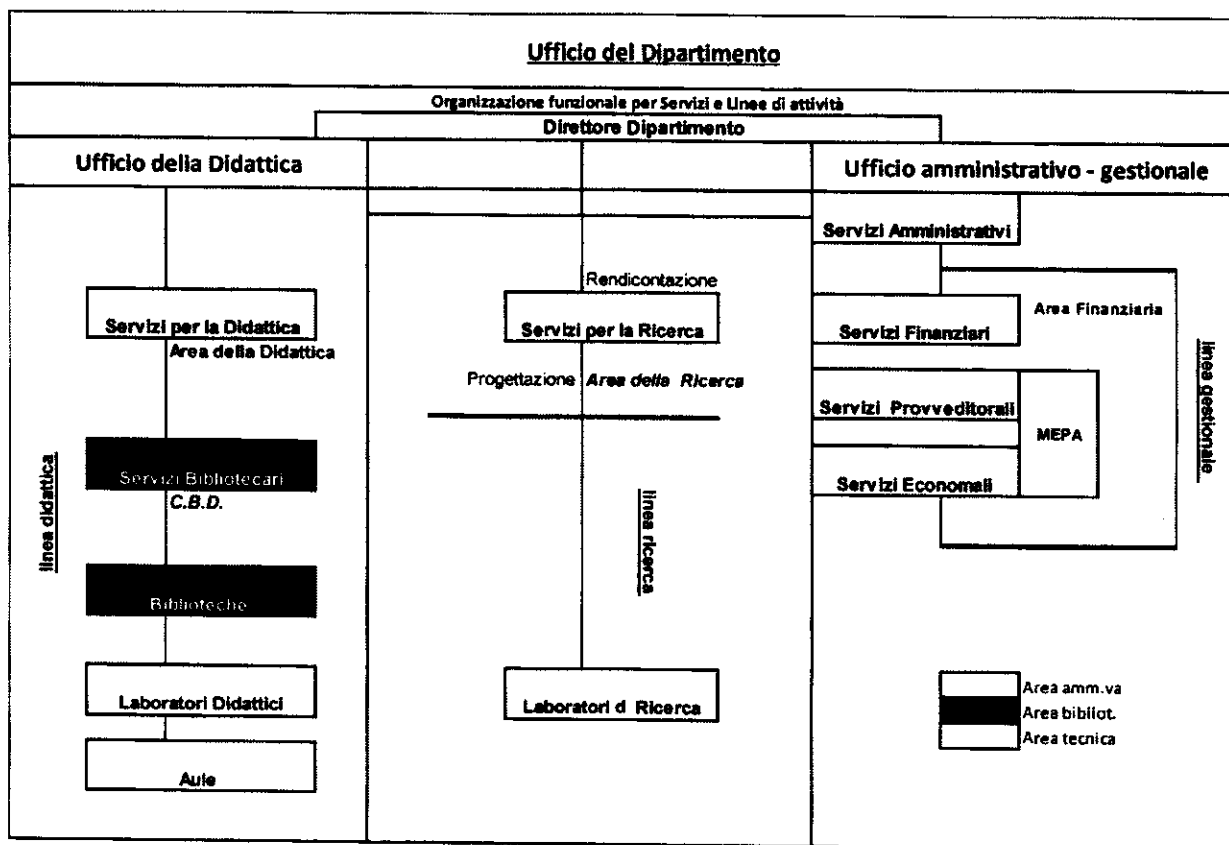 Ufficio del Dipartimento
Organizzazione funzionale per Servizi e Linee di attività
Direttore Dipartimento
Ufficio della Didattica
Ufficio amministrativo - gestionale
Servizi Amministrativi
Rendicontazione
Area Finanziaria
Servizi per la Didattica
Servizi per la Ricerca
Servizi Finanziari
Area della Didattica
linea gestionale
Progettazione Area della Ricerca
Servizi Provveditorali
MEPA
Servizi Bibliotecari
Servizi Economali
C.B.D.
linea didattica
linea ricerca
Biblioteche
Laboratori Didattici
Laboratori d Ricerca
Area amm.va
Area bibliot.
Area tecnica
Aule